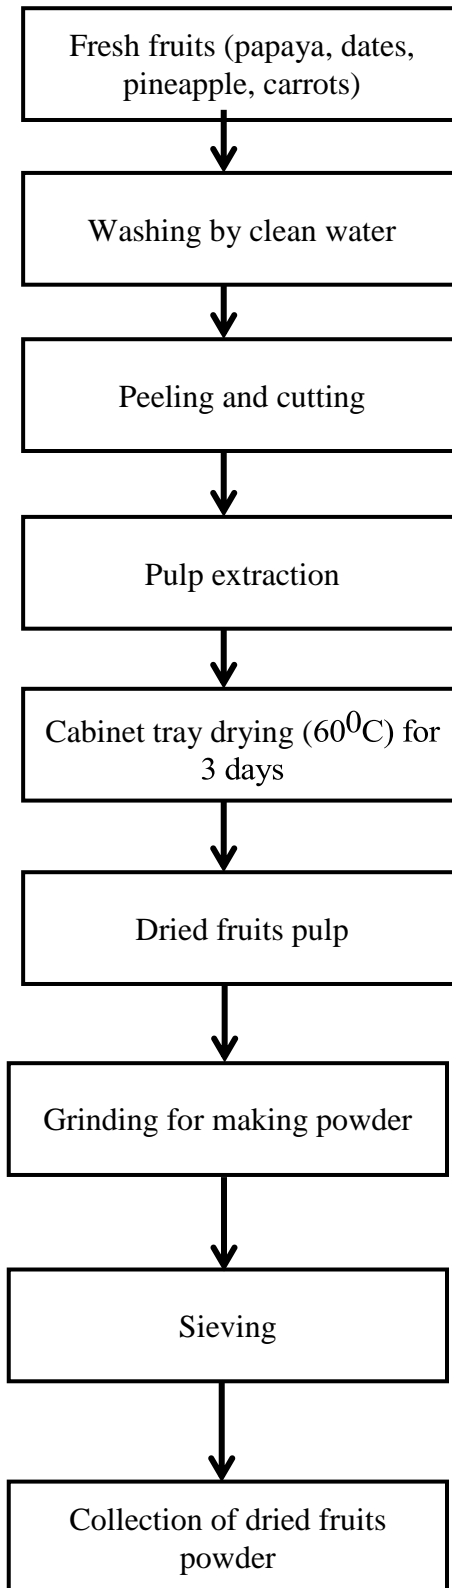 Fresh fruits (papaya, dates,
pineapple, carrots)
Washing by clean water
Peeling and cutting
Pulp extraction
Cabinet tray drying (60⁰C) for
3 days
Dried fruits pulp
Grinding for making powder
Sieving
Collection of dried fruits
powder